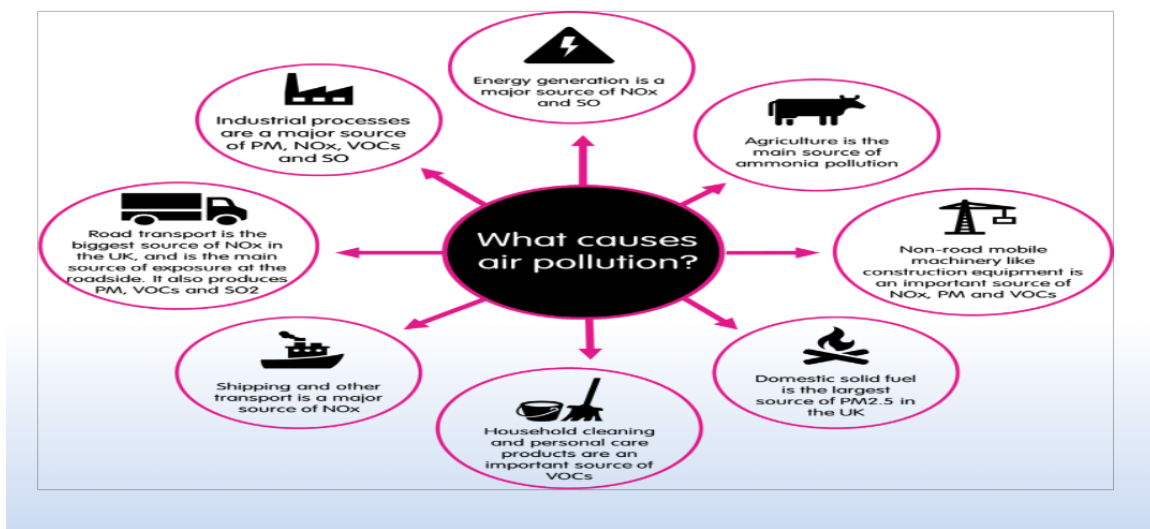 What causes
air pollution?
Energy generation is a
major source of NOx
and SO
Agriculture is the
main source of
ammonia pollution
Non-road mobile
machinery like
construction equipment is
an important source of
NOx, PM and VOCs
Domestic solid fuel
is the largest
source of PM2.5 in
the UK
Household cleaning
and personal care
products are an
important source of
VOCs
Shipping and other
transport is a major
source of NOx
Road transport is the
biggest source of NOx in
the UK, and is the main
source of exposure at the
roadside. It also produces
PM, VOCs and SO2
Industrial processes
are a major source
of PM, NOx, VOCs
and SO